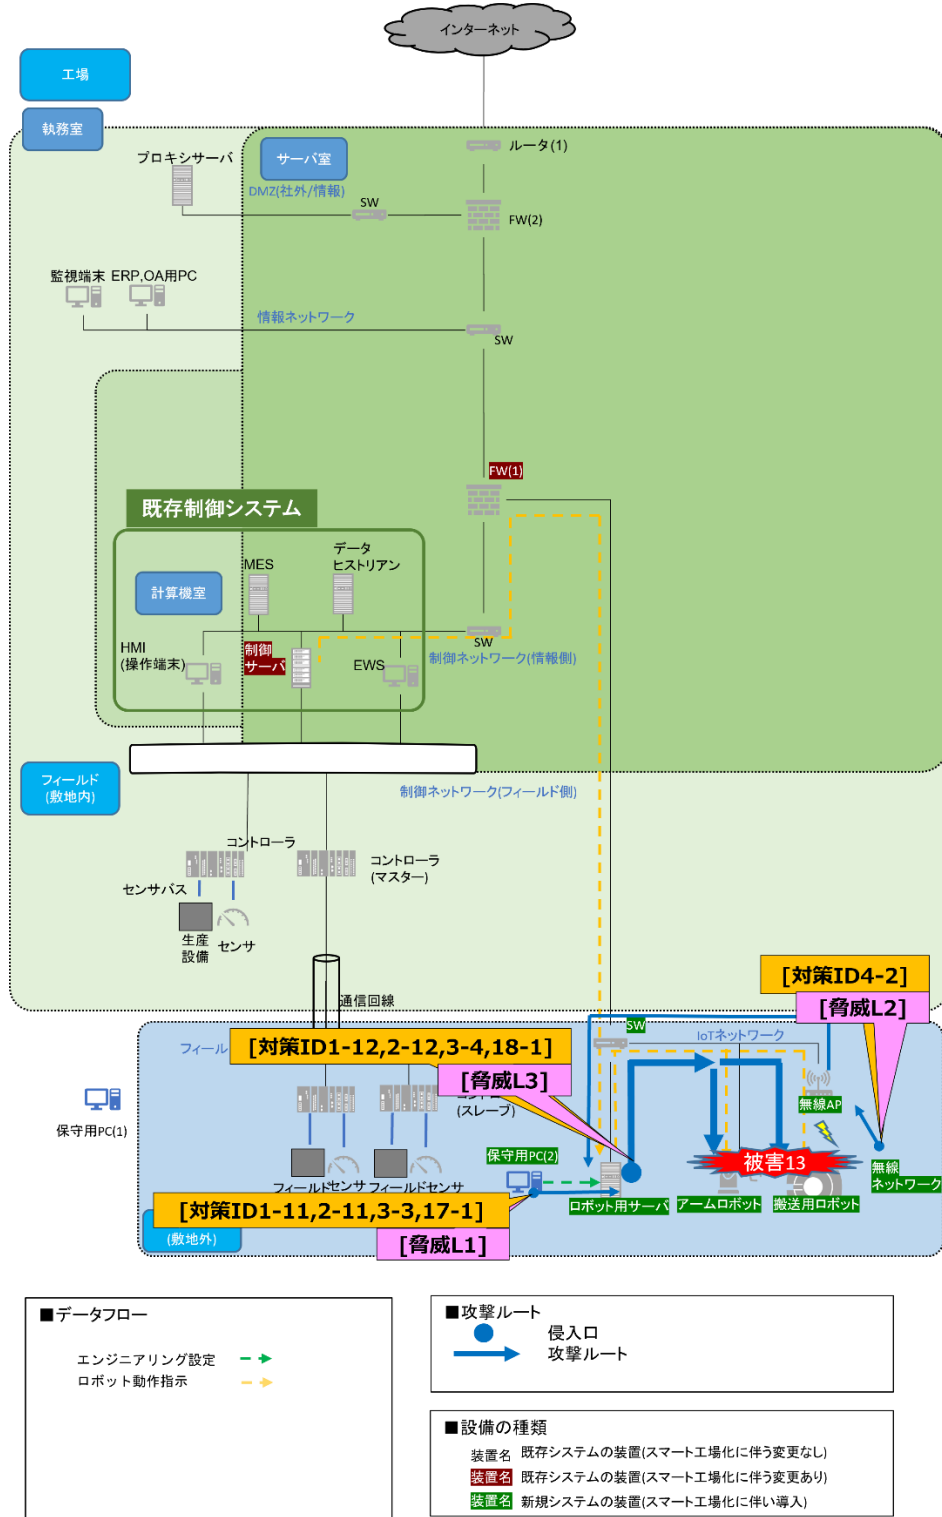 インターネット
工場
執務室
ルータ(1)
サーバ室
プロキシサーバ
DMZ(社外/情報)
SW
FW(2)
監視端末
ERP,OA用PC
情報ネットワーク
SW
FW(1)
既存制御システム
MES
データ
ヒストリアン
計算機室
HMI
(操作端末)
制御
サーバ
EWS
SW
制御ネットワーク(情報側)
フィールド
(敷地内)
制御ネットワーク(フィールド側)
コントローラ
コントローラ
(マスター)
センサバス
生産
設備
センサ
[対策ID4-2]
[脅威L2]
通信回線
フィール
[対策ID1-12,2-12,3-4,18-1]
[脅威L3]
SW
IoTネットワーク
(スレーブ)
無線AP
保守用PC(1)
保守用PC(2)
被害13
無線
ネットワーク
フィールド
センサ
フィールド
センサ
ロボット用サーバ
アームロボット
搬送用ロボット
[対策ID1-11,2-11,3-3,17-1]
[脅威L1]
(敷地外)
■データフロー
エンジニアリング設定
ロボット動作指示
■攻撃ルート
侵入口
攻撃ルート
■設備の種類
装置名 既存システムの装置(スマート工場化に伴う変更なし)
装置名 既存システムの装置(スマート工場化に伴う変更あり)
装置名 新規システムの装置(スマート工場化に伴い導入)